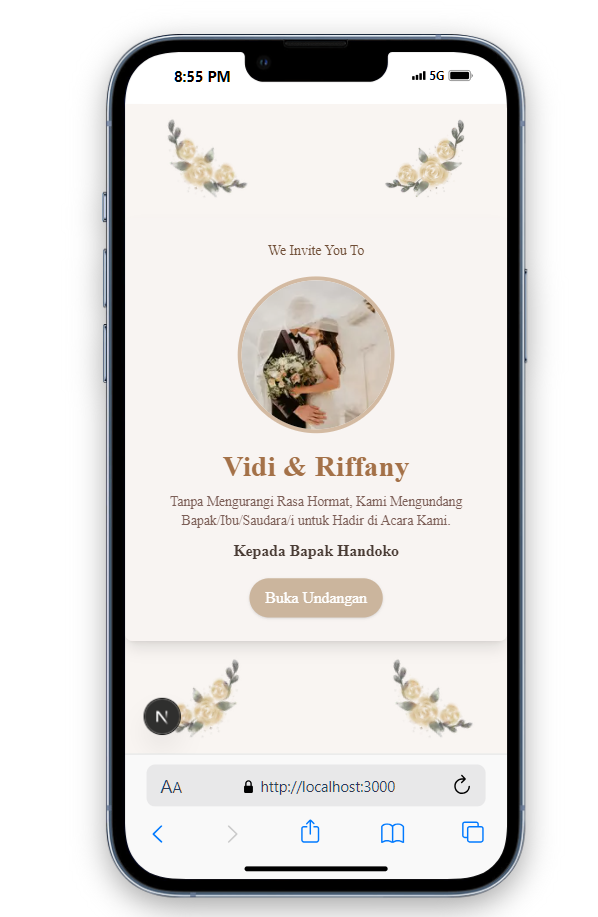 8:55 PM
5G
We Invite You To
Vidi & Riffany
Tanpa Mengurangi Rasa Hormat, Kami Mengundang
Bapak/Ibu/Saudara/i untuk Hadir di Acara Kami.
Kepada Bapak Handoko
Buka Undangan
N
AA
http://localhost:3000